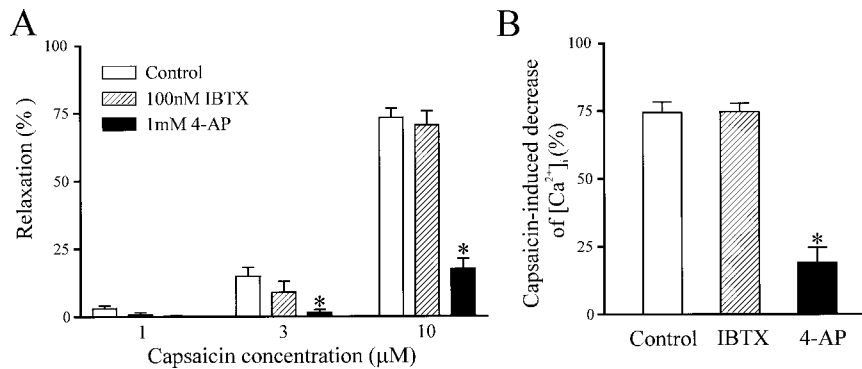 A
100
75
50
25
0
Relaxation (%)
Control
100nM IBTX
1mM 4-AP
*
*
1
3
10
Capsaicin concentration (μM)
B
100
75
50
25
0
Capsaicin-induced decrease
of [Ca²⁺]ᵢ (%)
*
Control IBTX 4-AP